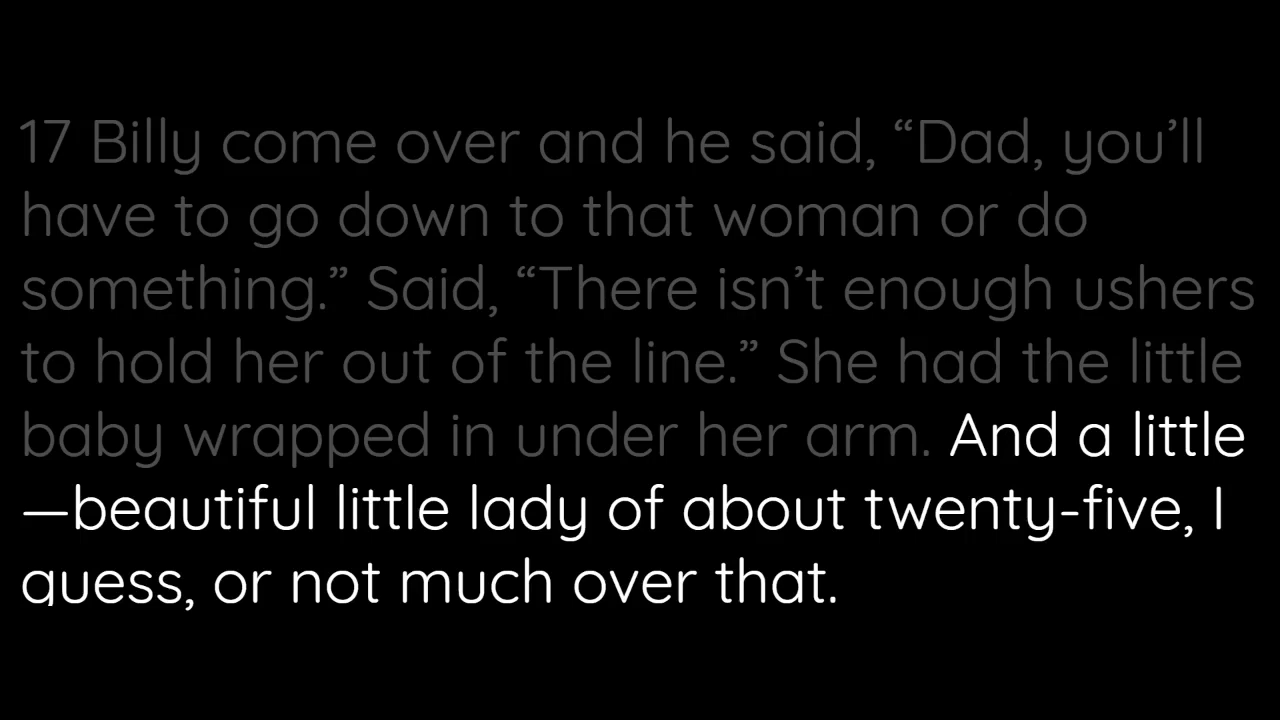 17 Billy come over and he said, “Dad, you’ll
have to go down to that woman or do
something.” Said, “There isn’t enough ushers
to hold her out of the line.” She had the little
baby wrapped in under her arm. And a little
—beautiful little lady of about twenty-five, I
guess, or not much over that.